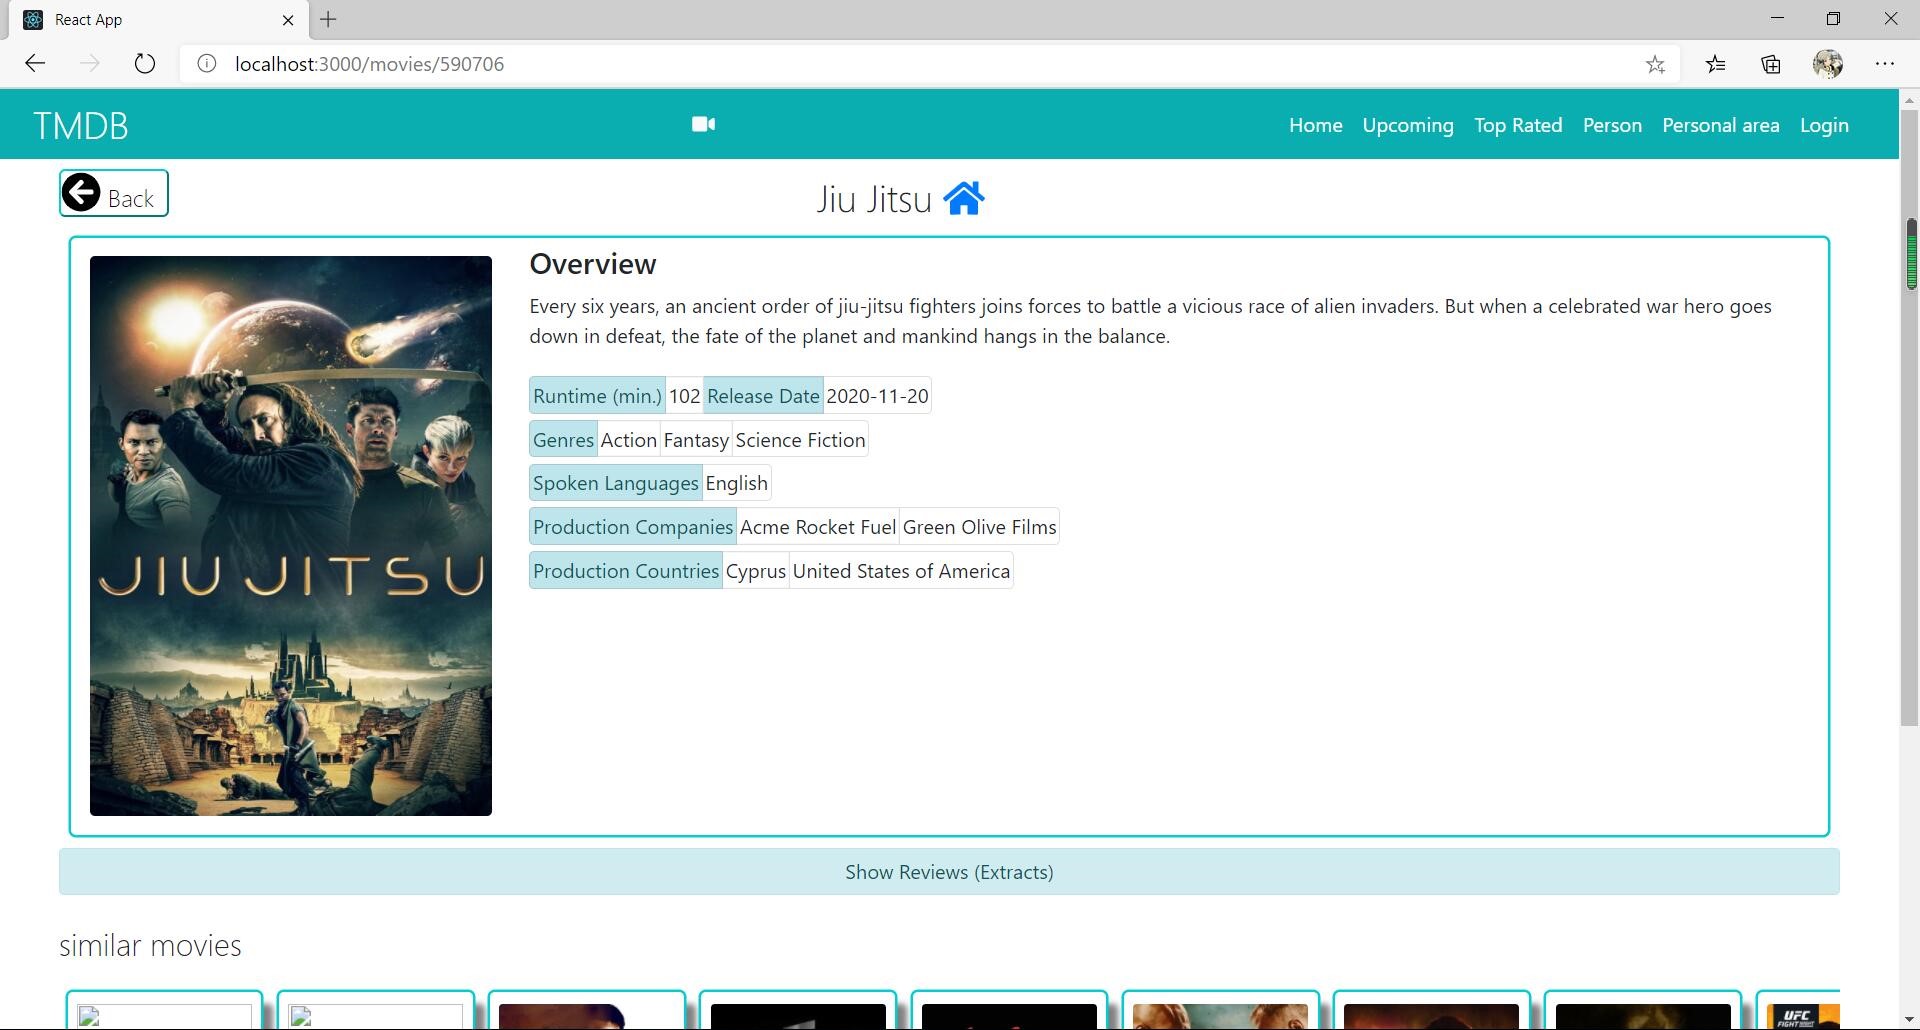 React App
localhost:3000/movies/590706
TMDB
Home Upcoming Top Rated Person Personal area Login
Back
Jiu Jitsu
Overview
Every six years, an ancient order of jiu-jitsu fighters joins forces to battle a vicious race of alien invaders. But when a celebrated war hero goes
down in defeat, the fate of the planet and mankind hangs in the balance.
Runtime (min.) 102 Release Date 2020-11-20
Genres Action Fantasy Science Fiction
Spoken Languages English
Production Companies Acme Rocket Fuel Green Olive Films
Production Countries Cyprus United States of America
JIU JITSU
Show Reviews (Extracts)
similar movies
UFC
FIGHT NIGHT